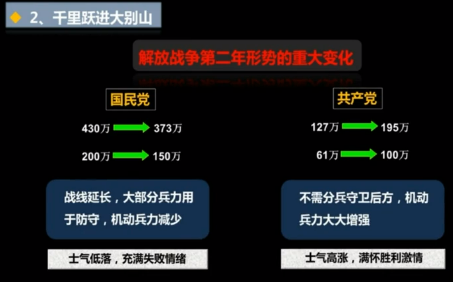 2、千里跃进大别山
解放战争第二年形势的重大变化
国民党
430万 373万
200万 150万
战线延长，大部分兵力用
于防守，机动兵力减少
士气低落，充满失败情绪
共产党
127万 195万
61万 100万
不需分兵守卫后方，机动
兵力大大增强
士气高涨，满怀胜利激情